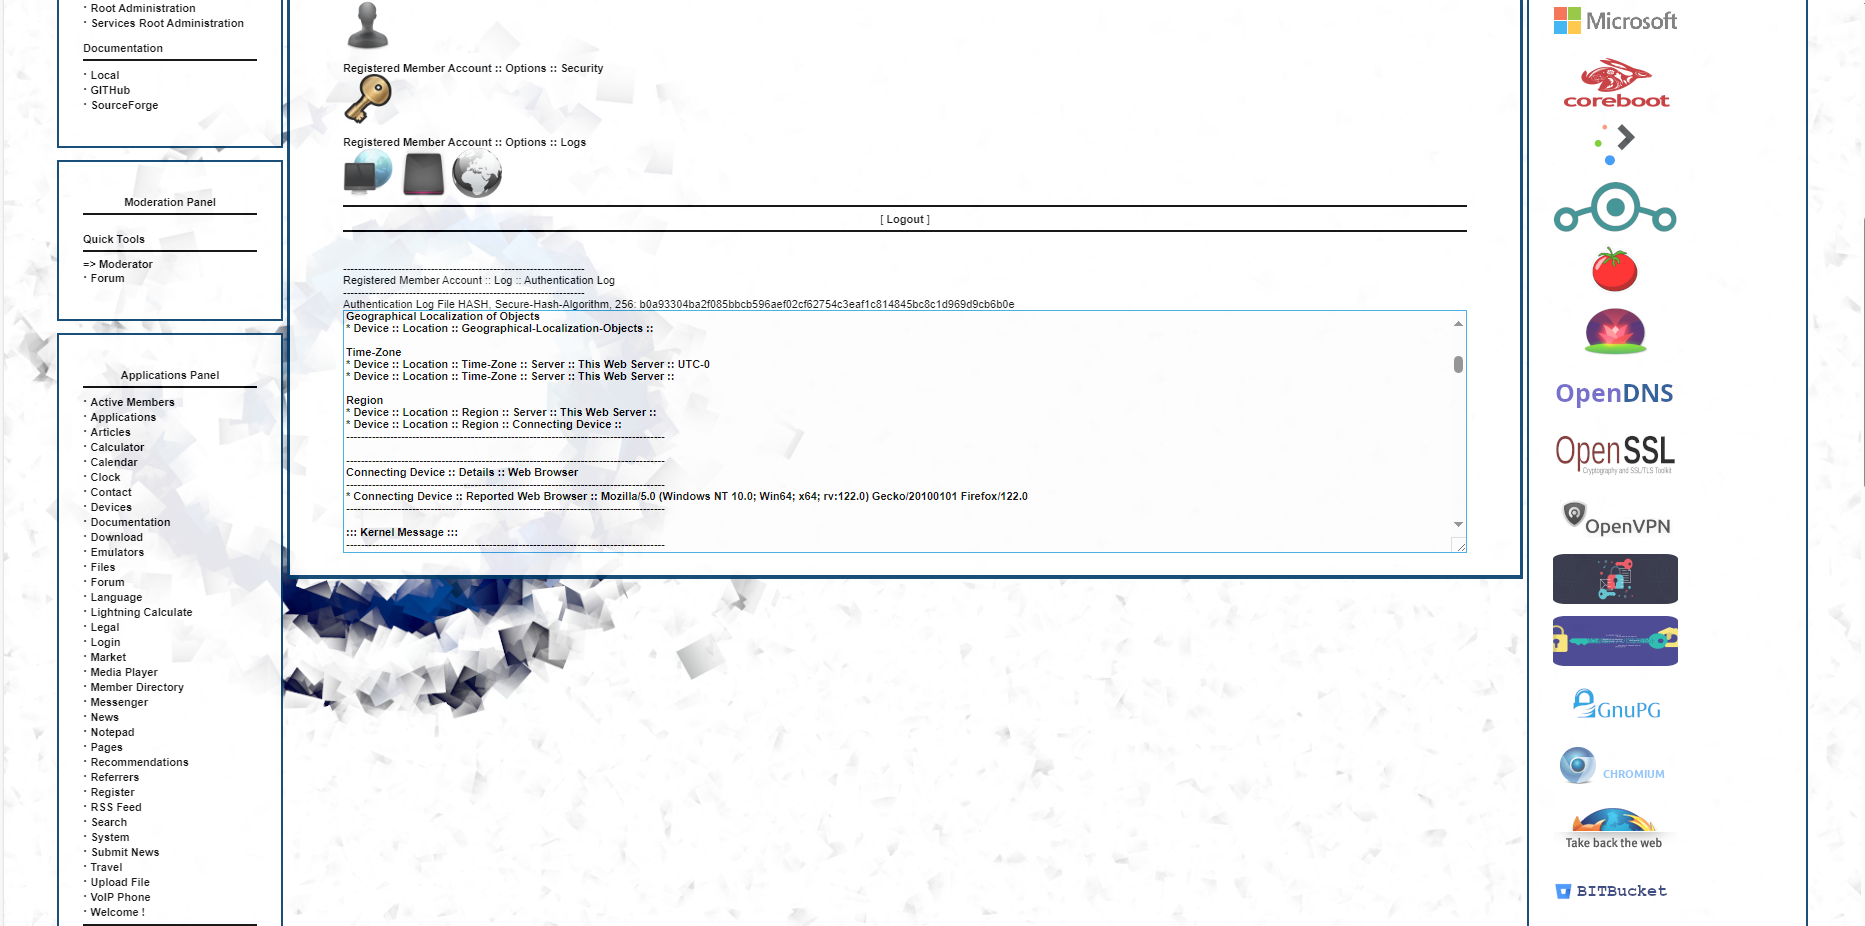 · Root Administration
· Services Root Administration
Documentation
· Local
· GITHub
· SourceForge
Moderation Panel
Quick Tools
=> Moderator
· Forum
Applications Panel
· Active Members
· Applications
· Articles
· Calculator
· Calendar
· Clock
· Contact
· Devices
· Documentation
· Download
· Emulators
· Files
· Forum
· Language
· Lightning Calculate
· Legal
· Login
· Market
· Media Player
· Member Directory
· Messenger
· News
· Notepad
· Pages
· Recommendations
· Referrers
· Register
· RSS Feed
· Search
· System
· Submit News
· Travel
· Upload File
· VoIP Phone
· Welcome !
Registered Member Account :: Options :: Security
Registered Member Account :: Options :: Logs
[ Logout ]
--------------------------------------------------------------------
Registered Member Account :: Log :: Authentication Log
--------------------------------------------------------------------
Authentication Log File HASH, Secure-Hash-Algorithm, 256: b0a93304ba2f085bbcb596aef02cf62754c3eaf1c814845bc8c1d969d9cb6b0e
Geographical Localization of Objects
* Device :: Location :: Geographical-Localization-Objects ::
Time-Zone
* Device :: Location :: Time-Zone :: Server :: This Web Server :: UTC-0
* Device :: Location :: Time-Zone :: Server :: This Web Server ::
Region
* Device :: Location :: Region :: Server :: This Web Server ::
* Device :: Location :: Region :: Connecting Device ::
------------------------------------------------------------------------------------------
------------------------------------------------------------------------------------------
Connecting Device :: Details :: Web Browser
------------------------------------------------------------------------------------------
* Connecting Device :: Reported Web Browser :: Mozilla/5.0 (Windows NT 10.0; Win64; x64; rv:122.0) Gecko/20100101 Firefox/122.0
------------------------------------------------------------------------------------------
::: Kernel Message :::
------------------------------------------------------------------------------------------
Microsoft
coreboot
OpenDNS
OpenSSL
Cryptography and SSL/TLS Toolkit
OpenVPN
GnuPG
CHROMIUM
Take back the web
BITBucket